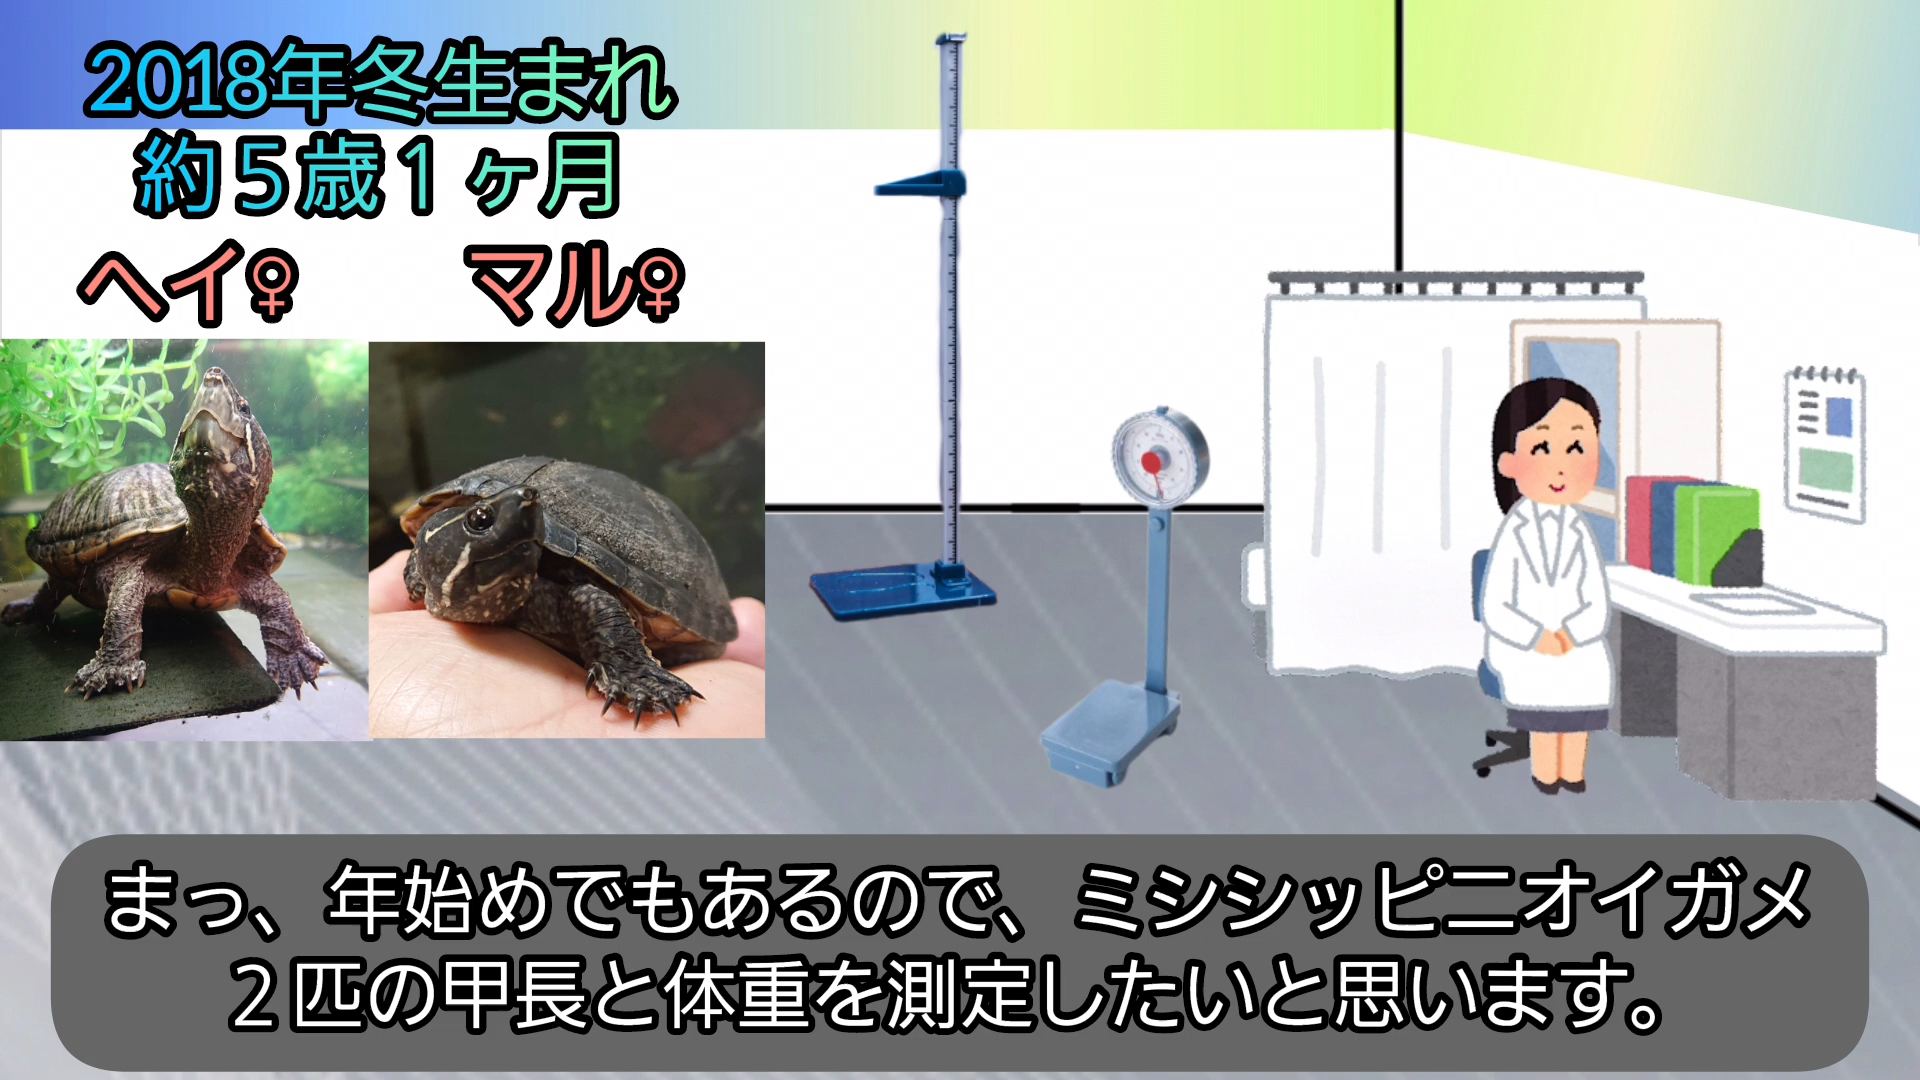 2018年冬生まれ
約５歳１ヶ月
ヘイ♀ マル♀
まっ、年始めでもあるので、ミシシッピニオイガメ
２匹の甲長と体重を測定したいと思います。